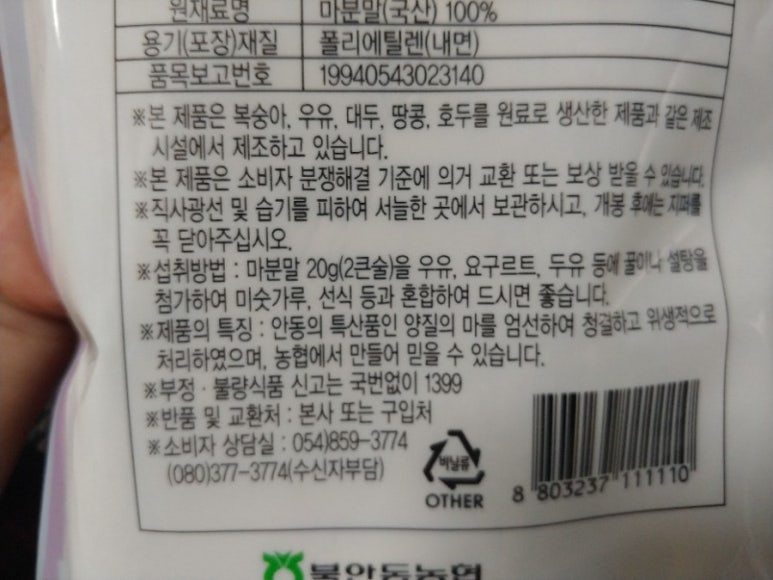 원재료명 마분말(국산) 100%
용기(포장)재질 폴리에틸렌(내면)
품목보고번호 19940543023140
※본 제품은 복숭아, 우유, 대두, 땅콩, 호두를 원료로 생산한 제품과 같은 제조
시설에서 제조하고 있습니다.
※본 제품은 소비자 분쟁해결 기준에 의거 교환 또는 보상 받을 수 있습니다.
※직사광선 및 습기를 피하여 서늘한 곳에서 보관하시고, 개봉 후에는 지퍼를
꼭 닫아주십시오.
※섭취방법 : 마분말 20g(2큰술)을 우유, 요구르트, 두유 등에 꿀이나 설탕을
첨가하여 미숫가루, 선식 등과 혼합하여 드시면 좋습니다.
※제품의 특징 : 안동의 특산품인 양질의 마를 엄선하여 청결하고 위생적으로
처리하였으며, 농협에서 만들어 믿을 수 있습니다.
※부정·불량식품 신고는 국번없이 1399
※반품 및 교환처 : 본사 또는 구입처
※소비자 상담실 : 054)859-3774
(080)377-3774(수신자부담)
비닐류
OTHER
8 803237 111110
북안동농협